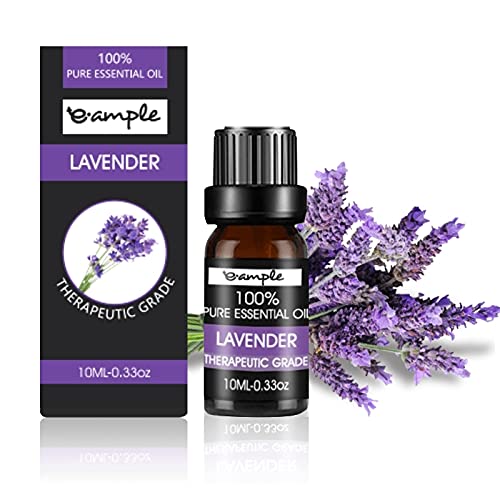 100%
PURE ESSENTIAL OIL
e·ample
LAVENDER
THERAPEUTIC GRADE
10ML-0.33oz
e·ample
100%
PURE ESSENTIAL OIL
LAVENDER
THERAPEUTIC GRADE
10ML-0.33oz